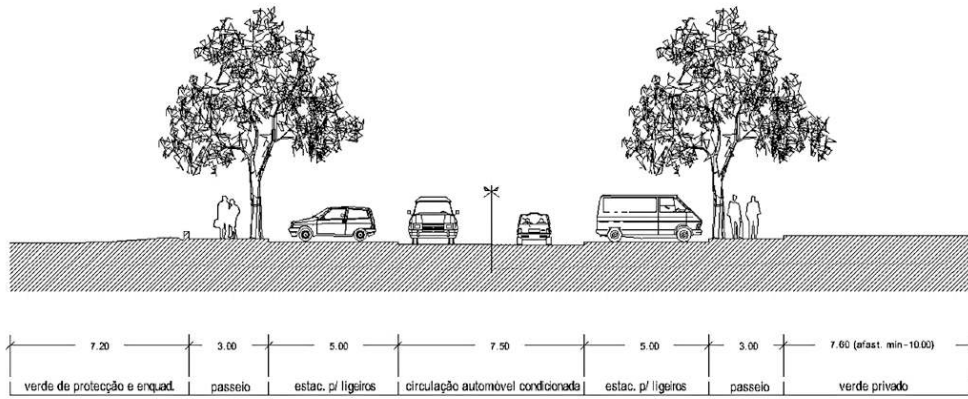 7.20 3.00 5.00 7.50 5.00 3.00 7.60 (afast. min-10.00)
verde de protecção e enquad. passeio estac. p/ ligeiros circulação automóvel condicionada estac. p/ ligeiros passeio verde privado